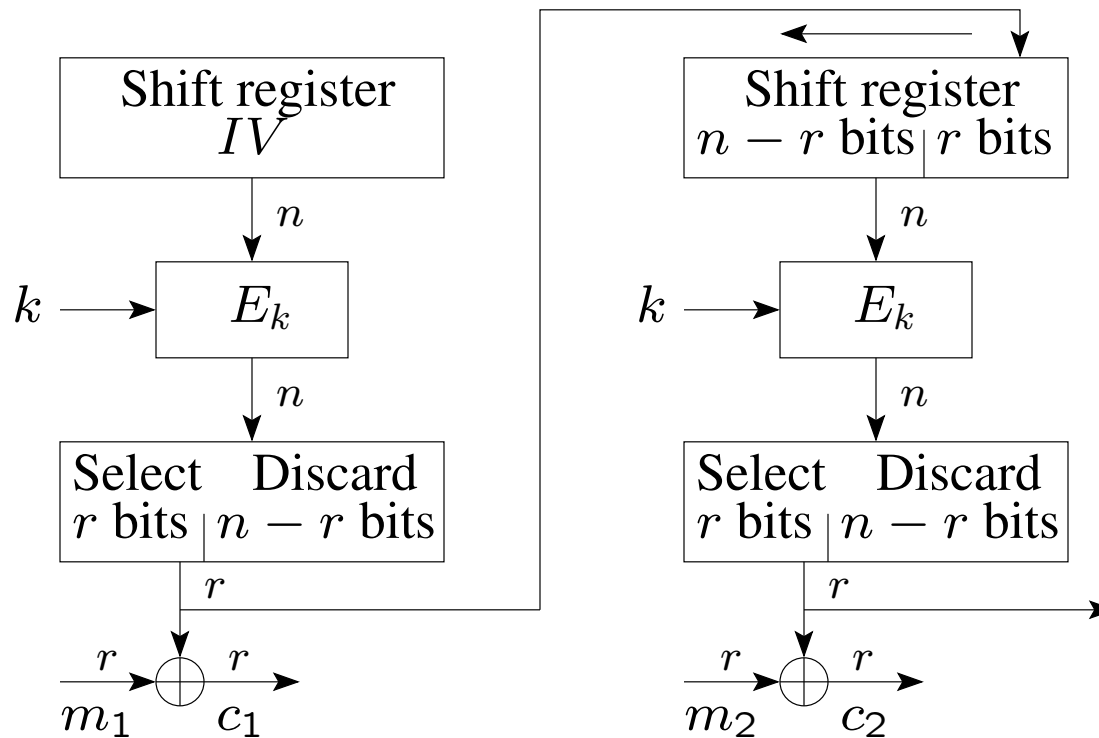 Shift register
IV
n
k
E_k
n
Select Discard
r bits n − r bits
r
r r
m_1 c_1
Shift register
n − r bits r bits
n
k
E_k
n
Select Discard
r bits n − r bits
r
r r
m_2 c_2